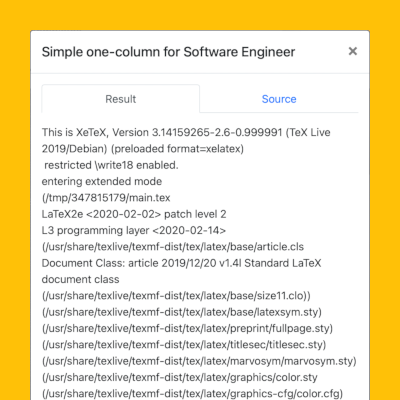 Simple one-column for Software Engineer ×
Result Source
This is XeTeX, Version 3.14159265-2.6-0.999991 (TeX Live
2019/Debian) (preloaded format=xelatex)
restricted \write18 enabled.
entering extended mode
(/tmp/347815179/main.tex
LaTeX2e <2020-02-02> patch level 2
L3 programming layer <2020-02-14>
(/usr/share/texlive/texmf-dist/tex/latex/base/article.cls
Document Class: article 2019/12/20 v1.4l Standard LaTeX
document class
(/usr/share/texlive/texmf-dist/tex/latex/base/size11.clo))
(/usr/share/texlive/texmf-dist/tex/latex/base/latexsym.sty)
(/usr/share/texlive/texmf-dist/tex/latex/preprint/fullpage.sty)
(/usr/share/texlive/texmf-dist/tex/latex/titlesec/titlesec.sty)
(/usr/share/texlive/texmf-dist/tex/latex/marvosym/marvosym.sty)
(/usr/share/texlive/texmf-dist/tex/latex/graphics/color.sty
(/usr/share/texlive/texmf-dist/tex/latex/graphics-cfg/color.cfg)